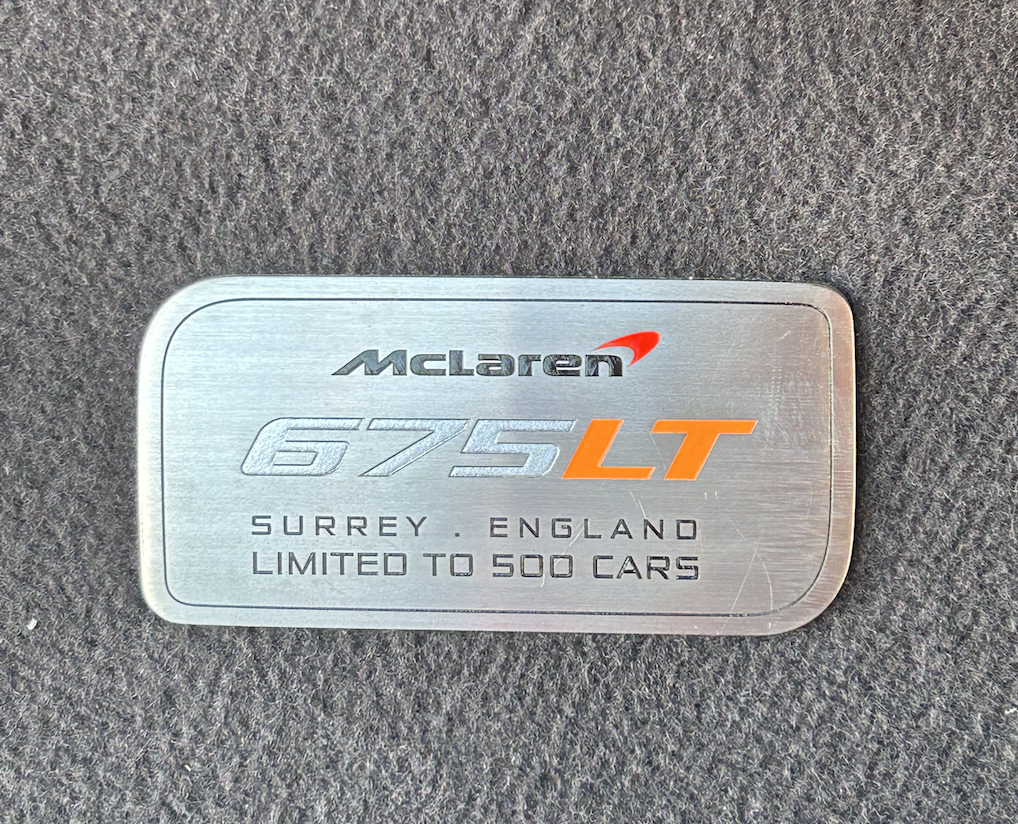 McLaren
675LT
SURREY . ENGLAND
LIMITED TO 500 CARS